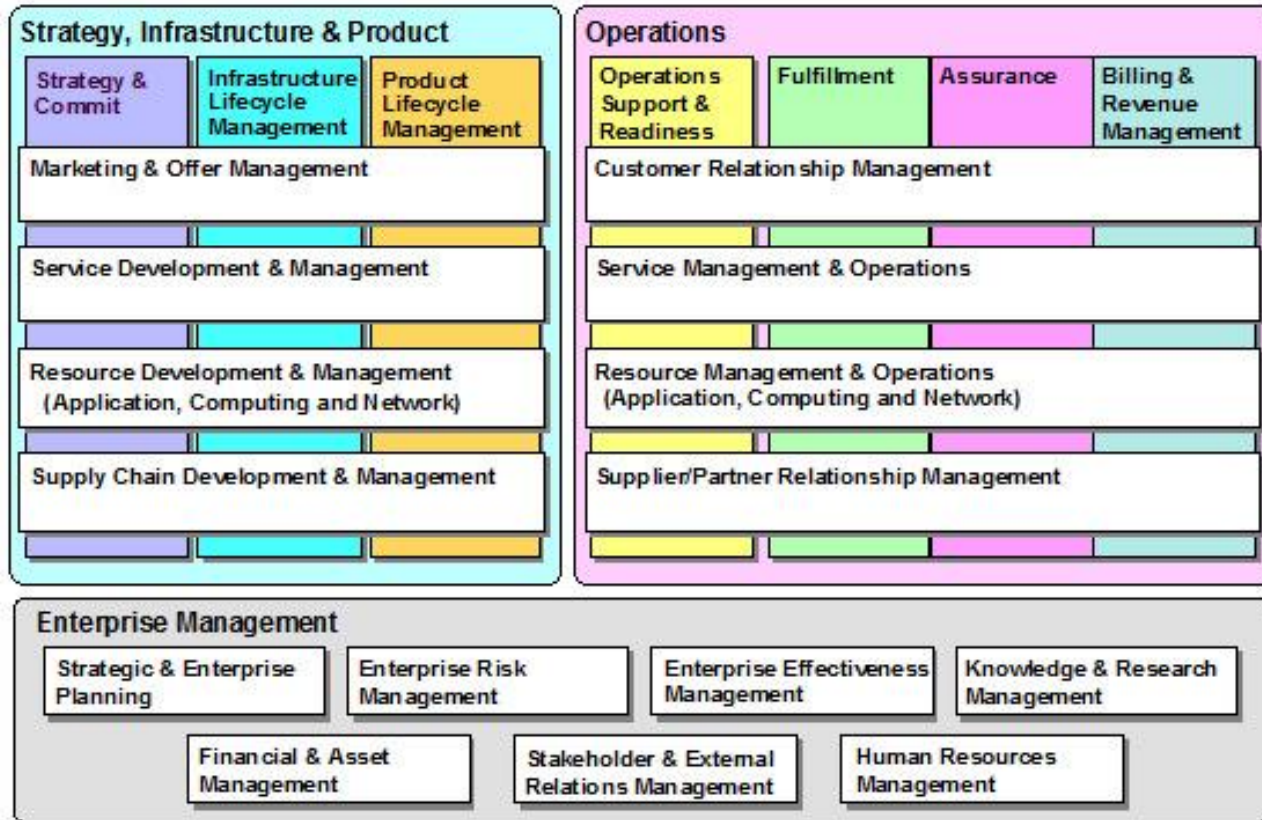 Strategy, Infrastructure & Product
Strategy &
Commit
Infrastructure
Lifecycle
Management
Product
Lifecycle
Management
Marketing & Offer Management
Service Development & Management
Resource Development & Management
(Application, Computing and Network)
Supply Chain Development & Management
Operations
Operations
Support &
Readiness
Fulfillment
Assurance
Billing &
Revenue
Management
Customer Relationship Management
Service Management & Operations
Resource Management & Operations
(Application, Computing and Network)
Supplier/Partner Relationship Management
Enterprise Management
Strategic & Enterprise
Planning
Enterprise Risk
Management
Enterprise Effectiveness
Management
Knowledge & Research
Management
Financial & Asset
Management
Stakeholder & External
Relations Management
Human Resources
Management